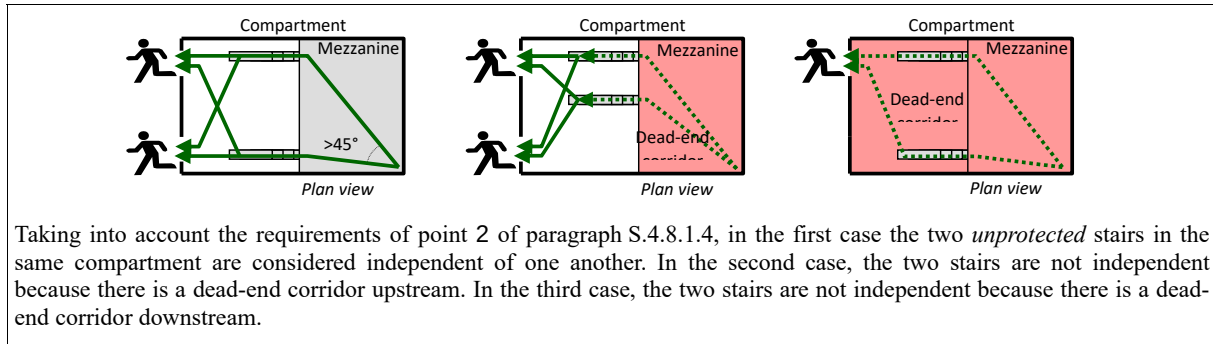 Compartment
Mezzanine
>45°
Plan view
Compartment
Mezzanine
Dead-end
corridor
Plan view
Compartment
Mezzanine
Dead-end
corridor
Plan view
Taking into account the requirements of point 2 of paragraph S.4.8.1.4, in the first case the two unprotected stairs in the
same compartment are considered independent of one another. In the second case, the two stairs are not independent
because there is a dead-end corridor upstream. In the third case, the two stairs are not independent because there is a dead-
end corridor downstream.